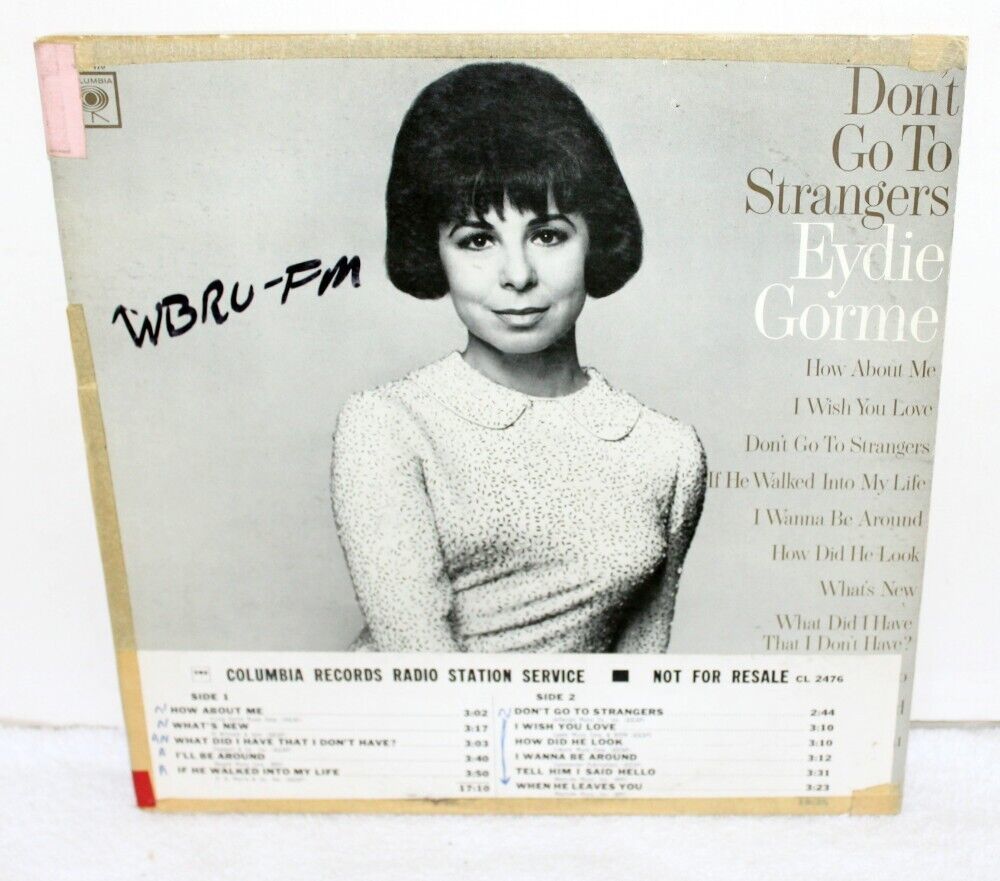 COLUMBIA
Don't
Go To
Strangers
Eydie
Gorme
WBRU-FM
How About Me
I Wish You Love
Don't Go To Strangers
If He Walked Into My Life
I Wanna Be Around
How Did He Look
What's New
What Did I Have
That I Don't Have?
COLUMBIA RECORDS RADIO STATION SERVICE ■ NOT FOR RESALE CL 2476
SIDE 1
N HOW ABOUT ME 3:02
N WHAT'S NEW 3:17
AN WHAT DID I HAVE THAT I DON'T HAVE? 3:03
A I'LL BE AROUND 3:40
A IF HE WALKED INTO MY LIFE 3:50
17:10
SIDE 2
N DON'T GO TO STRANGERS 2:44
I WISH YOU LOVE 3:10
HOW DID HE LOOK 3:10
I WANNA BE AROUND 3:12
TELL HIM I SAID HELLO 3:31
WHEN HE LEAVES YOU 3:23